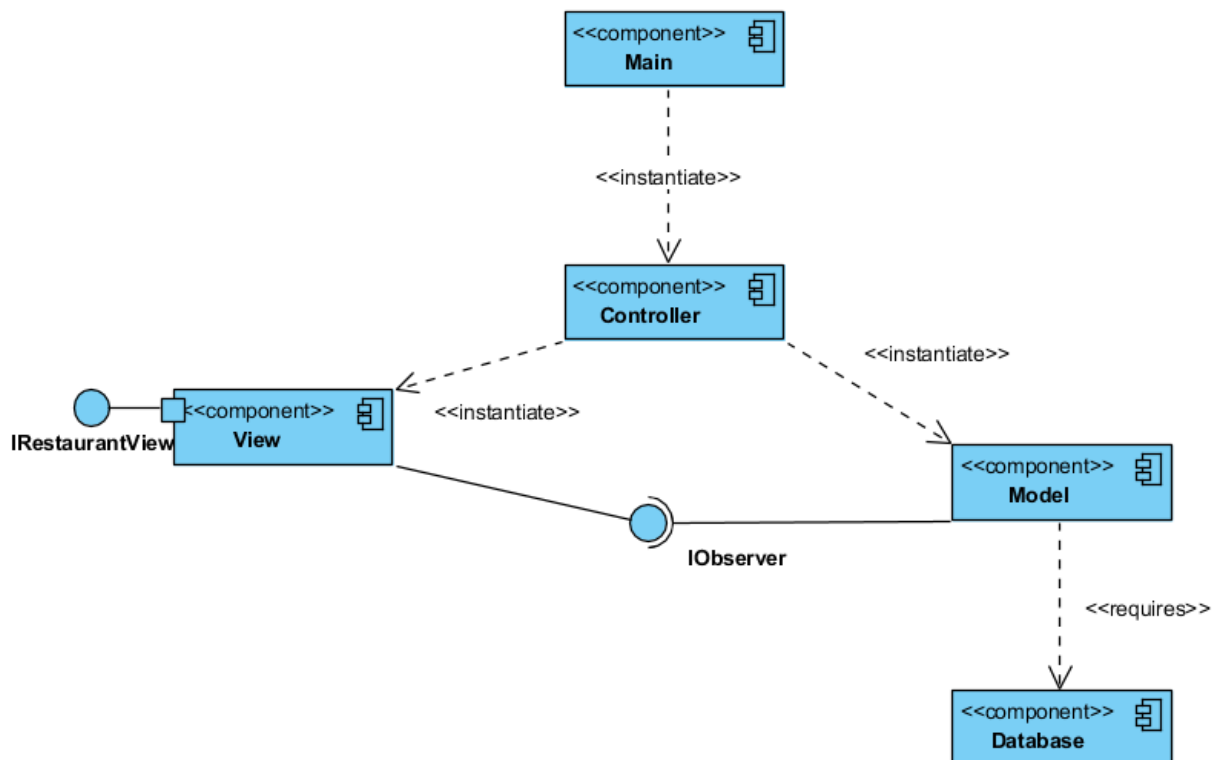 <<component>>
Main
<<instantiate>>
<<component>>
Controller
<<instantiate>>
<<component>>
View
<<instantiate>>
IRestaurantView
<<component>>
Model
IObserver
<<requires>>
<<component>>
Database